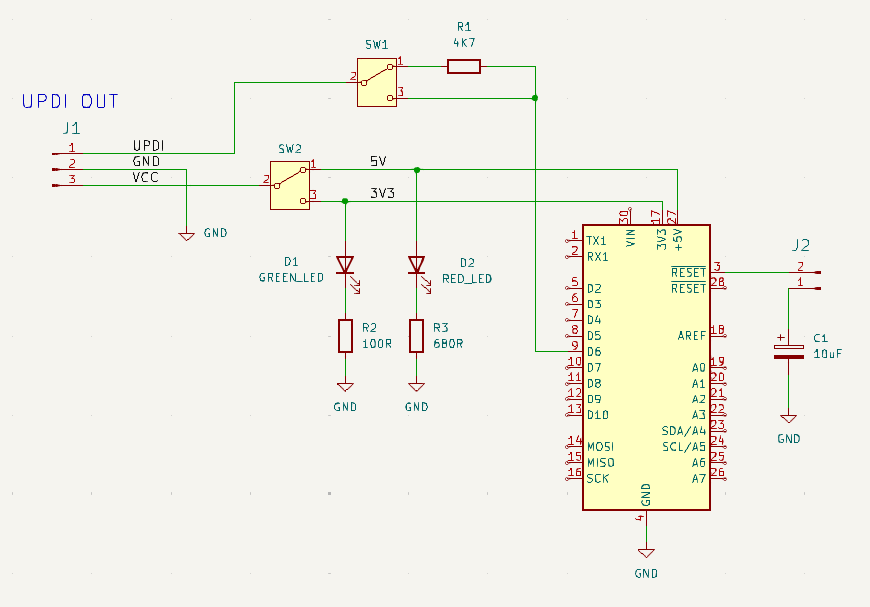 R1
4K7
SW1
1
2
3
UPDI OUT
J1
1 UPDI
2 GND
3 VCC
SW2
1
2
3
5V
3V3
GND
D1
GREEN_LED
D2
RED_LED
R2
100R
R3
680R
GND
GND
30 VIN
17 3V3
27 +5V
1 TX1
2 RX1
5 D2
6 D3
7 D4
8 D5
9 D6
10 D7
11 D8
12 D9
13 D10
14 MOSI
15 MISO
16 SCK
RESET 3
RESET 28
AREF 18
A0 19
A1 20
A2 21
A3 22
SDA/A4 23
SCL/A5 24
A6 25
A7 26
GND
4
GND
J2
2
1
+
C1
10uF
GND